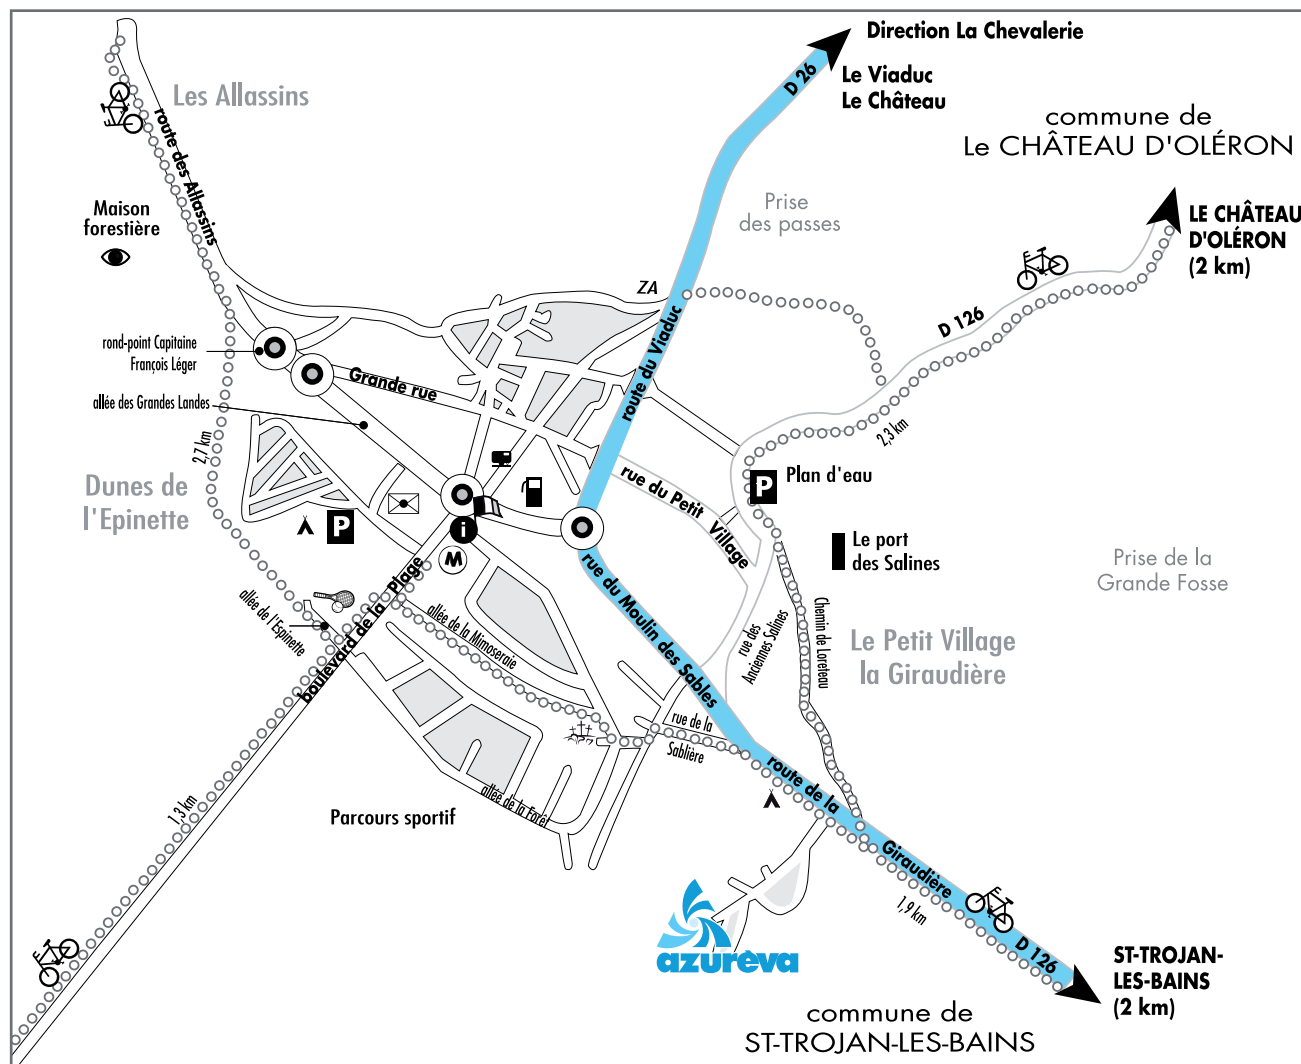 Direction La Chevalerie
Le Viaduc
Le Château
D 26
commune de
Le CHÂTEAU D'OLÉRON
Les Allassins
route des Allassins
Maison
forestière
Prise
des passes
LE CHÂTEAU
D'OLÉRON
(2 km)
ZA
D 126
route du Viaduc
rond-point Capitaine
François Léger
Grande rue
allée des Grandes Landes
2,7 km
2,3 km
Dunes de
l'Epinette
P
i
M
rue du Petit Village
P
Plan d'eau
Le port
des Salines
Prise de la
Grande Fosse
allée de l'Espinette
boulevard de la Plage
allée de la Mimoseraie
rue du Moulin des Sables
rue des
Anciennes Salines
Chemin de Loreteau
Le Petit Village
la Giraudière
rue de la
Sablière
route de la
Giraudière
1,3 km
Parcours sportif
allée de la Forêt
1,9 km
D 126
azurèva
ST-TROJAN-
LES-BAINS
(2 km)
commune de
ST-TROJAN-LES-BAINS